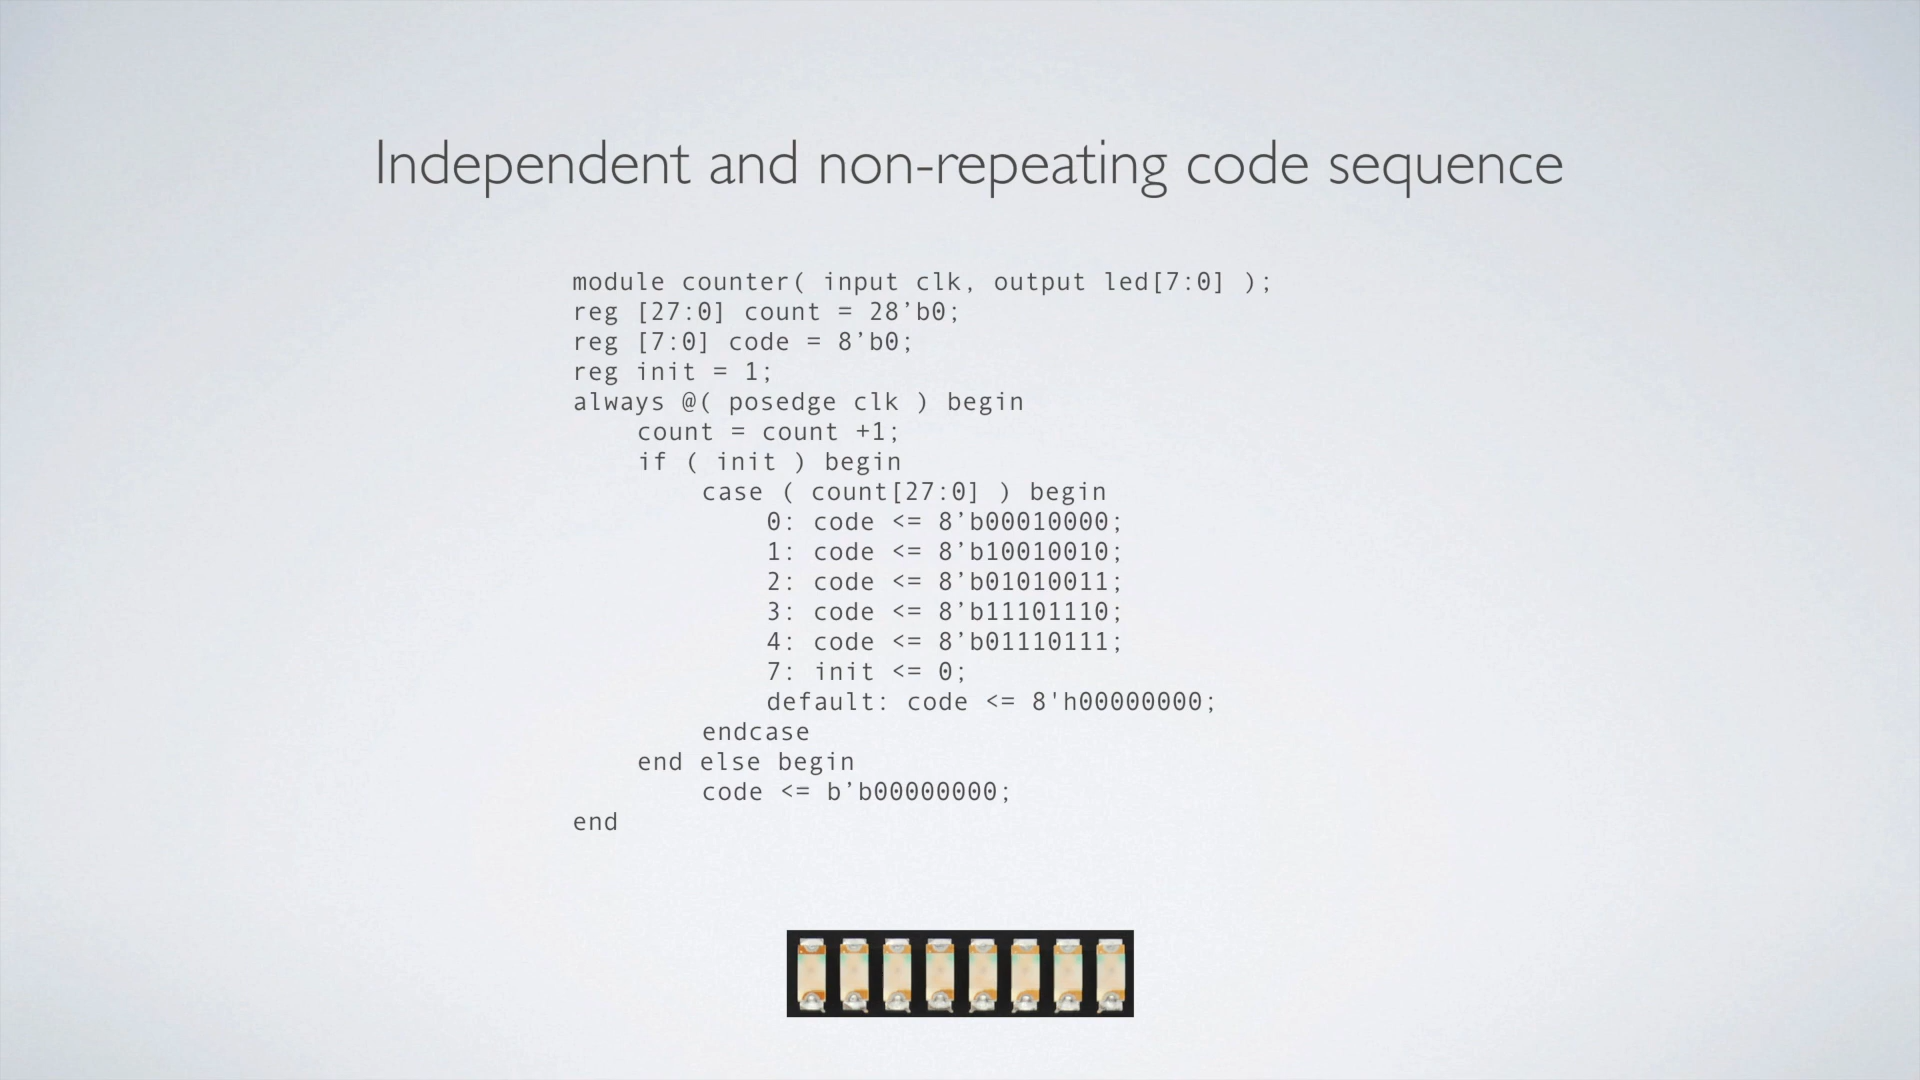 Independent and non-repeating code sequence
module counter( input clk, output led[7:0] );
reg [27:0] count = 28’b0;
reg [7:0] code = 8’b0;
reg init = 1;
always @( posedge clk ) begin
count = count +1;
if ( init ) begin
case ( count[27:0] ) begin
0: code <= 8’b00010000;
1: code <= 8’b10010010;
2: code <= 8’b01010011;
3: code <= 8’b11101110;
4: code <= 8’b01110111;
7: init <= 0;
default: code <= 8'h00000000;
endcase
end else begin
code <= b’b00000000;
end